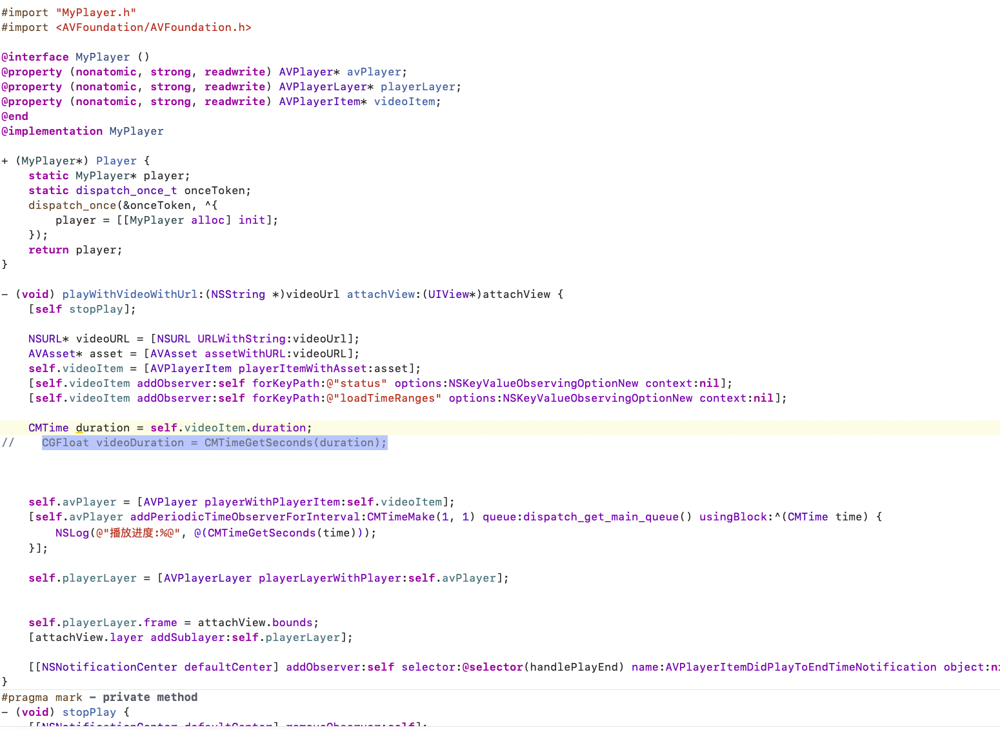 #import "MyPlayer.h"
#import <AVFoundation/AVFoundation.h>
@interface MyPlayer ()
@property (nonatomic, strong, readwrite) AVPlayer* avPlayer;
@property (nonatomic, strong, readwrite) AVPlayerLayer* playerLayer;
@property (nonatomic, strong, readwrite) AVPlayerItem* videoItem;
@end
@implementation MyPlayer
+ (MyPlayer*) Player {
    static MyPlayer* player;
    static dispatch_once_t onceToken;
    dispatch_once(&onceToken, ^{
        player = [[MyPlayer alloc] init];
    });
    return player;
}
- (void) playWithVideoWithUrl:(NSString *)videoUrl attachView:(UIView*)attachView {
    [self stopPlay];
    NSURL* videoURL = [NSURL URLWithString:videoUrl];
    AVAsset* asset = [AVAsset assetWithURL:videoURL];
    self.videoItem = [AVPlayerItem playerItemWithAsset:asset];
    [self.videoItem addObserver:self forKeyPath:@"status" options:NSKeyValueObservingOptionNew context:nil];
    [self.videoItem addObserver:self forKeyPath:@"loadTimeRanges" options:NSKeyValueObservingOptionNew context:nil];
    CMTime duration = self.videoItem.duration;
//    CGFloat videoDuration = CMTimeGetSeconds(duration);
    self.avPlayer = [AVPlayer playerWithPlayerItem:self.videoItem];
    [self.avPlayer addPeriodicTimeObserverForInterval:CMTimeMake(1, 1) queue:dispatch_get_main_queue() usingBlock:^(CMTime time) {
        NSLog(@"播放进度:%@", @(CMTimeGetSeconds(time)));
    }];
    self.playerLayer = [AVPlayerLayer playerLayerWithPlayer:self.avPlayer];
    self.playerLayer.frame = attachView.bounds;
    [attachView.layer addSublayer:self.playerLayer];
    [[NSNotificationCenter defaultCenter] addObserver:self selector:@selector(handlePlayEnd) name:AVPlayerItemDidPlayToEndTimeNotification object:ni
}
#pragma mark - private method
- (void) stopPlay {
    [[NSNotificationCenter defaultCenter] removeObserver:self];